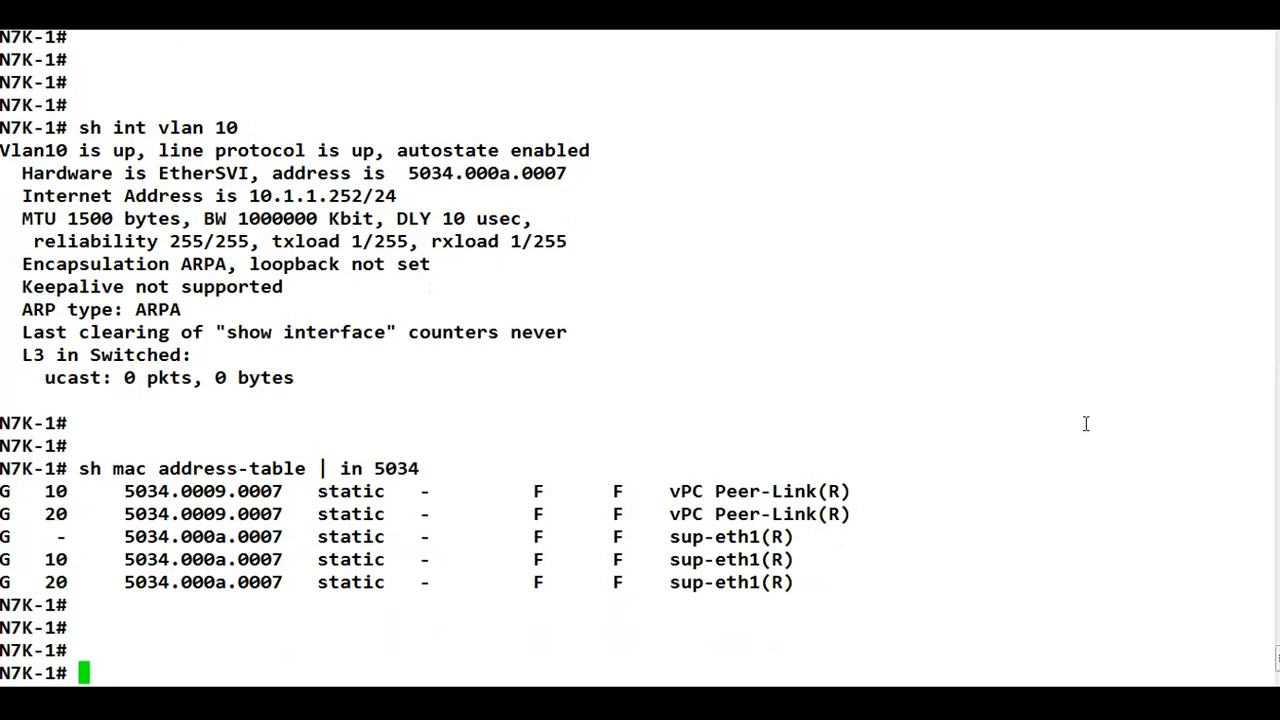 N7K-1#
N7K-1#
N7K-1#
N7K-1#
N7K-1# sh int vlan 10
Vlan10 is up, line protocol is up, autostate enabled
  Hardware is EtherSVI, address is  5034.000a.0007
  Internet Address is 10.1.1.252/24
  MTU 1500 bytes, BW 1000000 Kbit, DLY 10 usec,
   reliability 255/255, txload 1/255, rxload 1/255
  Encapsulation ARPA, loopback not set
  Keepalive not supported
  ARP type: ARPA
  Last clearing of "show interface" counters never
  L3 in Switched:
    ucast: 0 pkts, 0 bytes
N7K-1#
N7K-1#
N7K-1# sh mac address-table | in 5034
G   10     5034.0009.0007   static   -         F      F    vPC Peer-Link(R)
G   20     5034.0009.0007   static   -         F      F    vPC Peer-Link(R)
G    -     5034.000a.0007   static   -         F      F    sup-eth1(R)
G   10     5034.000a.0007   static   -         F      F    sup-eth1(R)
G   20     5034.000a.0007   static   -         F      F    sup-eth1(R)
N7K-1#
N7K-1#
N7K-1#
N7K-1#